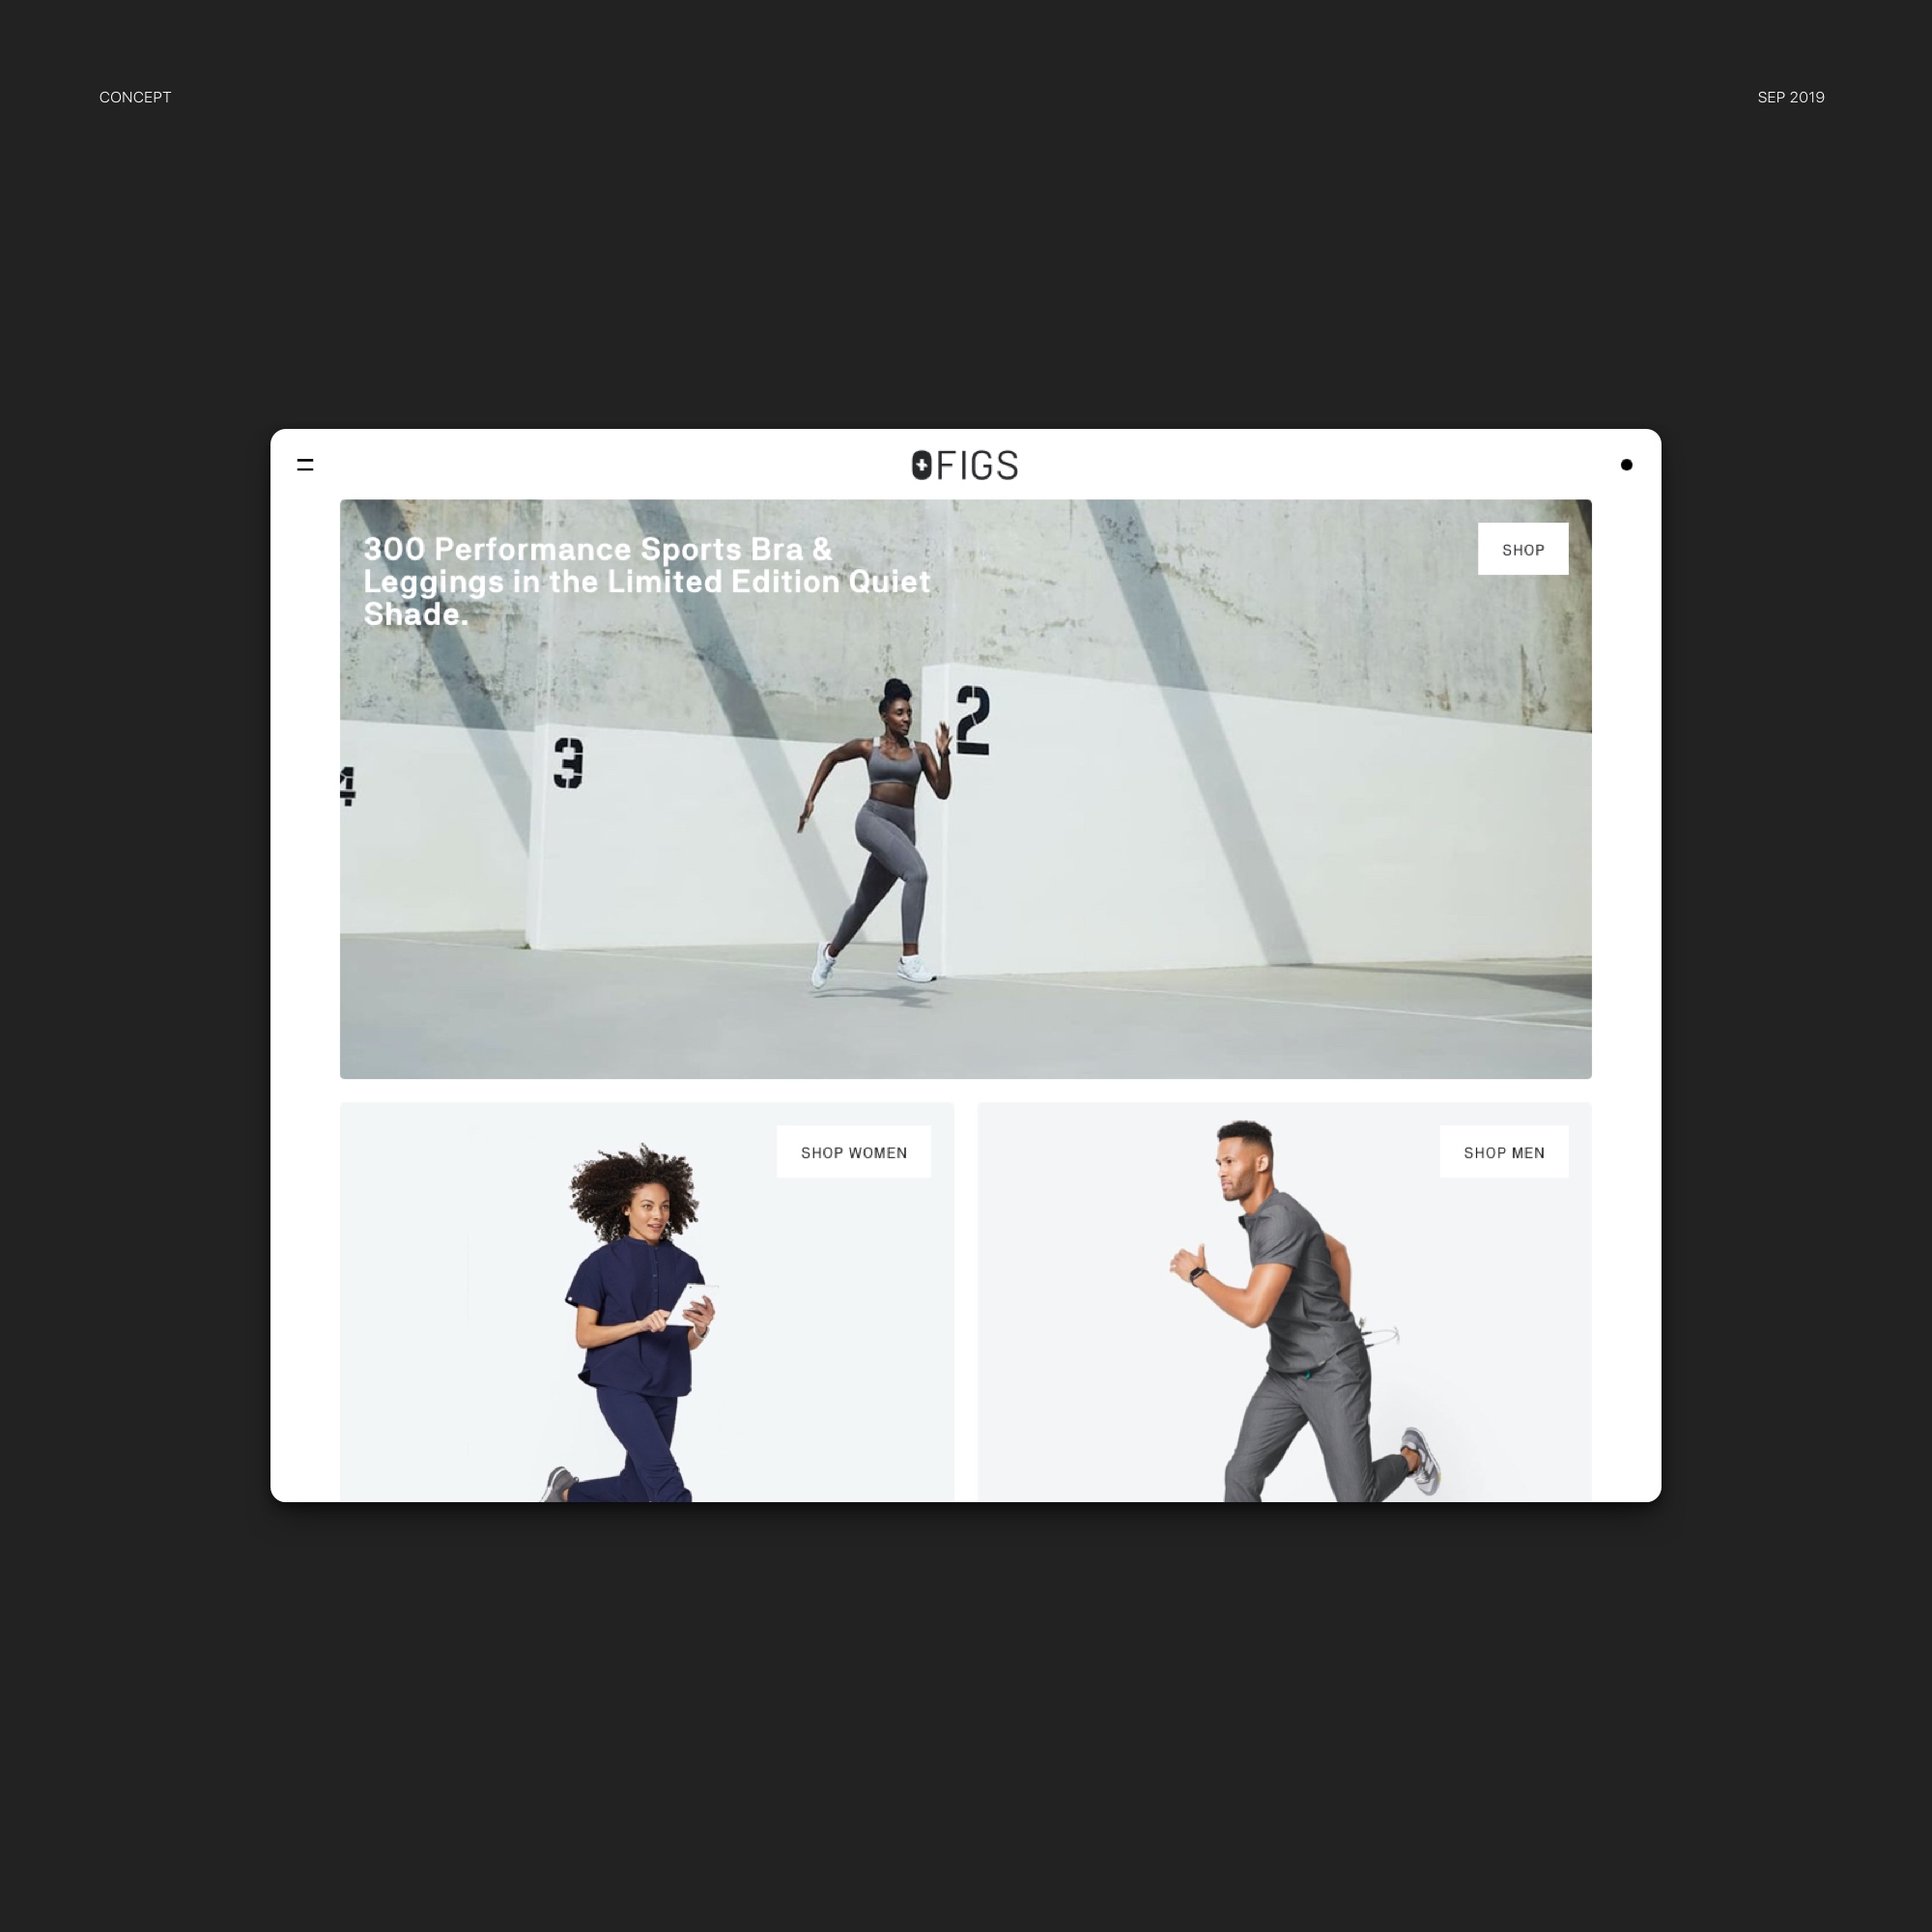 CONCEPT
SEP 2019
FIGS
300 Performance Sports Bra &
Leggings in the Limited Edition Quiet
Shade.
SHOP
4
3
2
SHOP WOMEN
SHOP MEN